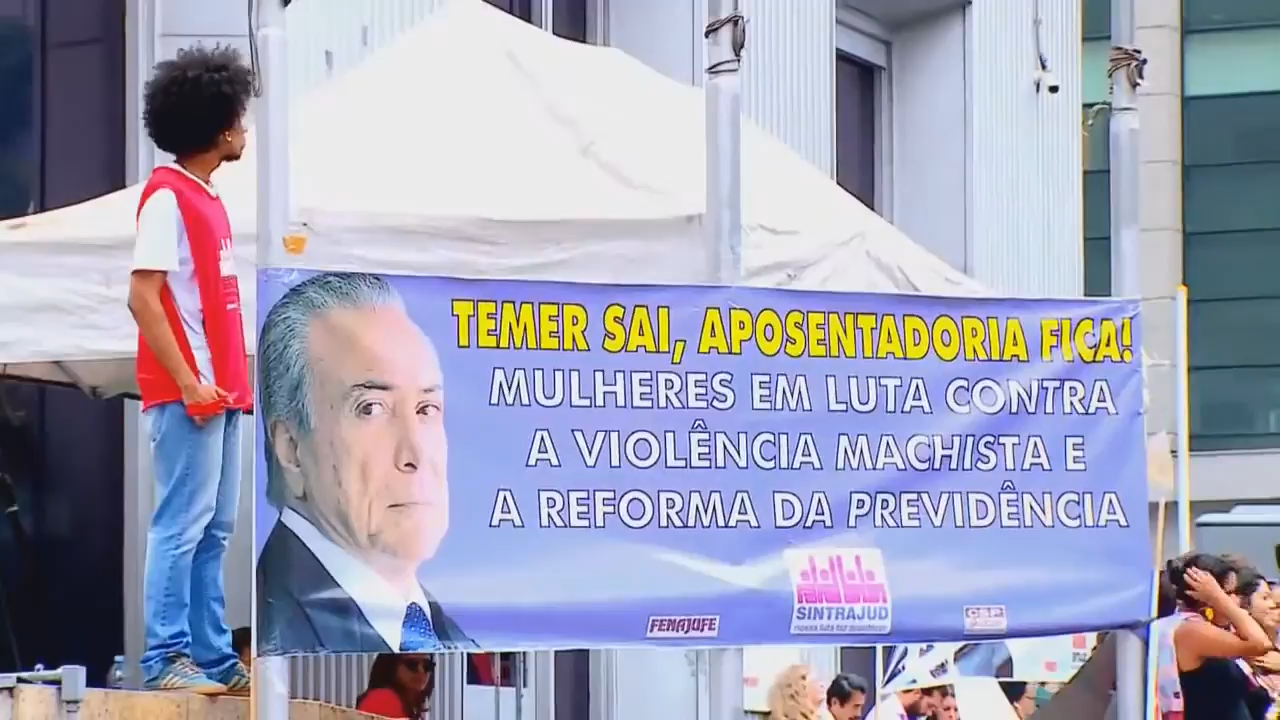 TEMER SAI, APOSENTADORIA FICA!
MULHERES EM LUTA CONTRA
A VIOLÊNCIA MACHISTA E
A REFORMA DA PREVIDÊNCIA
SINTRAJUD
FENAJUFE
CSP